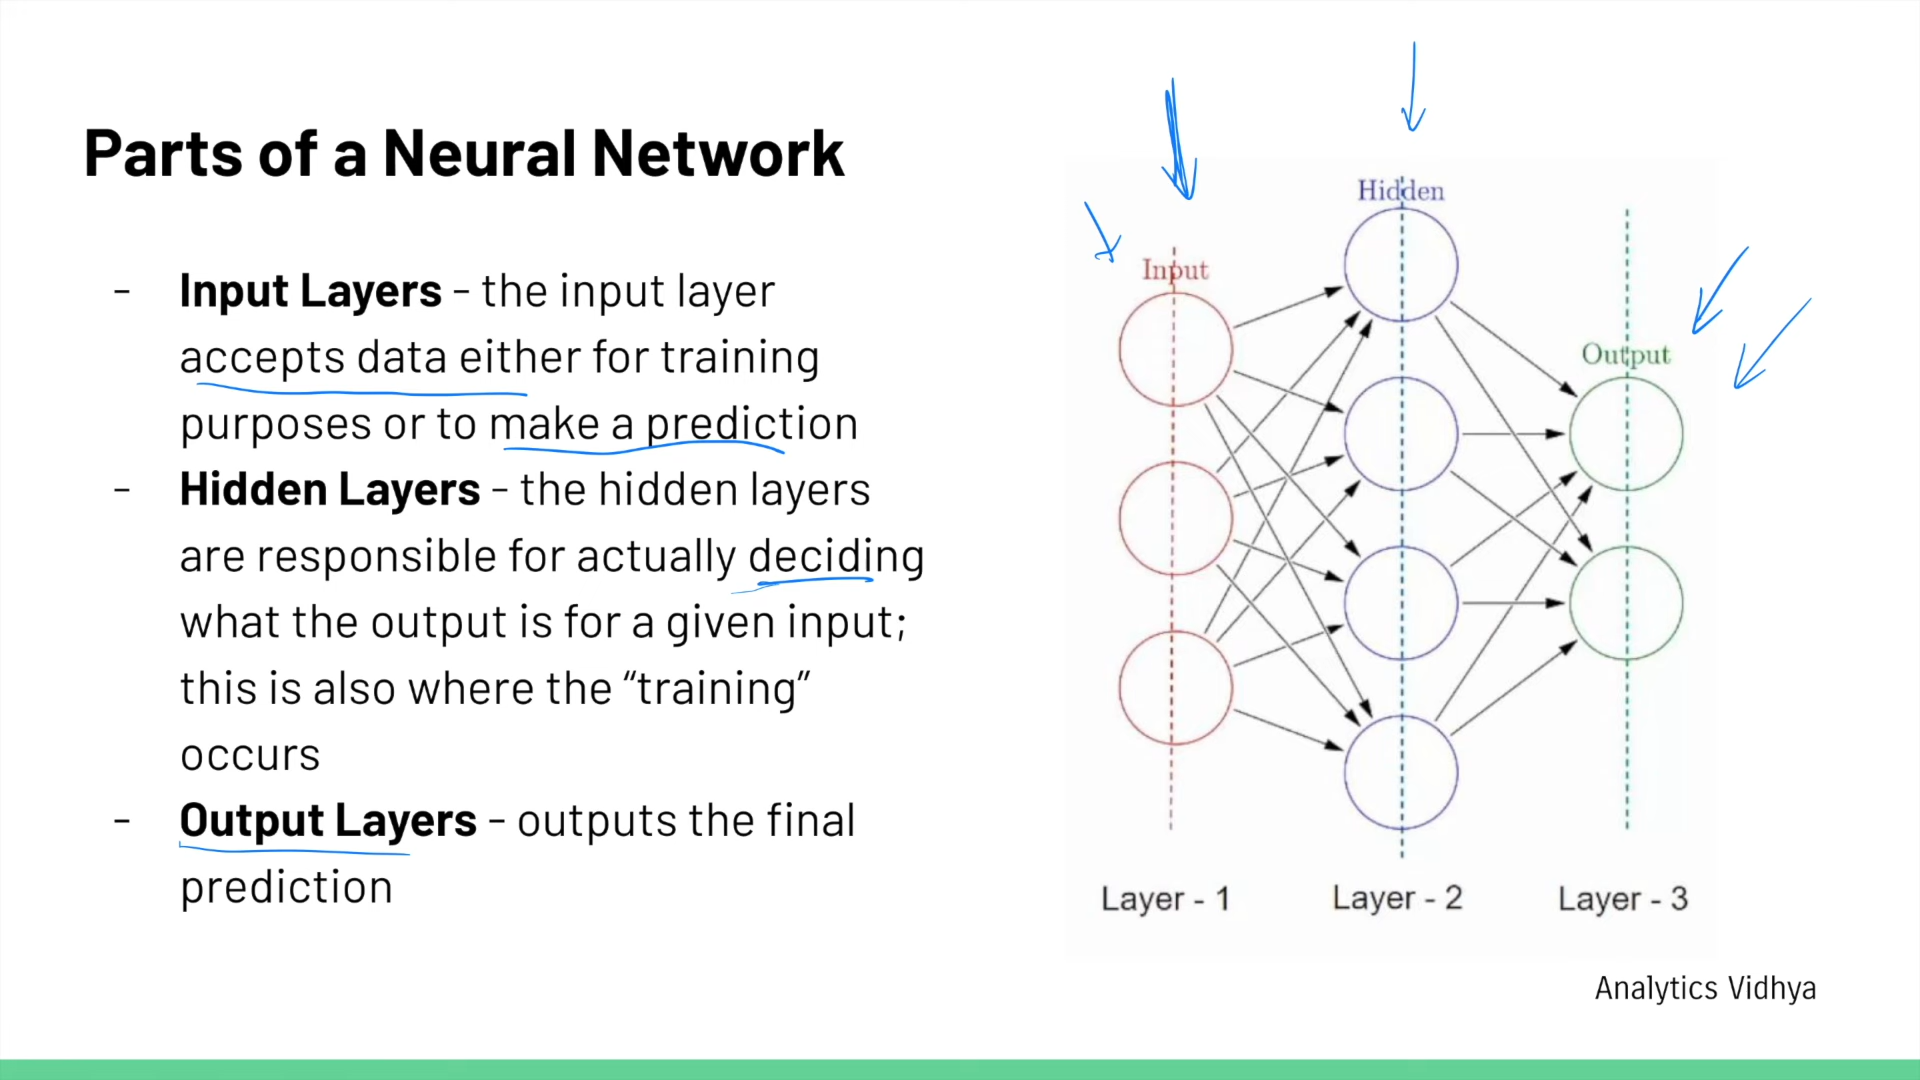 Parts of a Neural Network
- Input Layers - the input layer
accepts data either for training
purposes or to make a prediction
- Hidden Layers - the hidden layers
are responsible for actually deciding
what the output is for a given input;
this is also where the “training”
occurs
- Output Layers - outputs the final
prediction
Input
Hidden
Output
Layer - 1
Layer - 2
Layer - 3
Analytics Vidhya